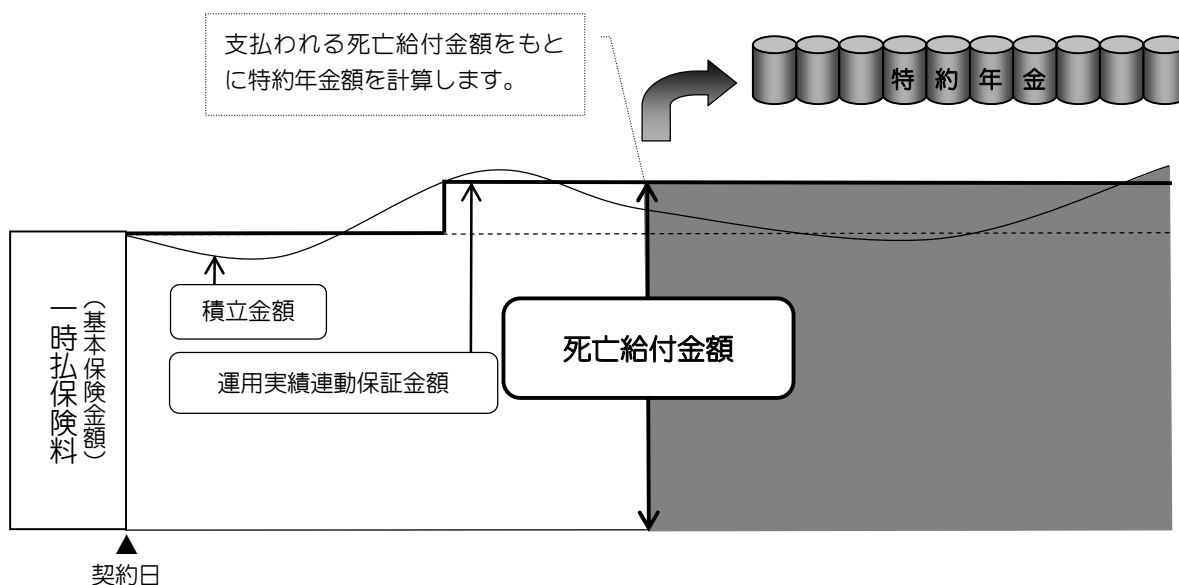 支払われる死亡給付金額をもと
に特約年金額を計算します。
特約年金
積立金額
運用実績連動保証金額
死亡給付金額
一時払保険料
（基本保険金額）
契約日